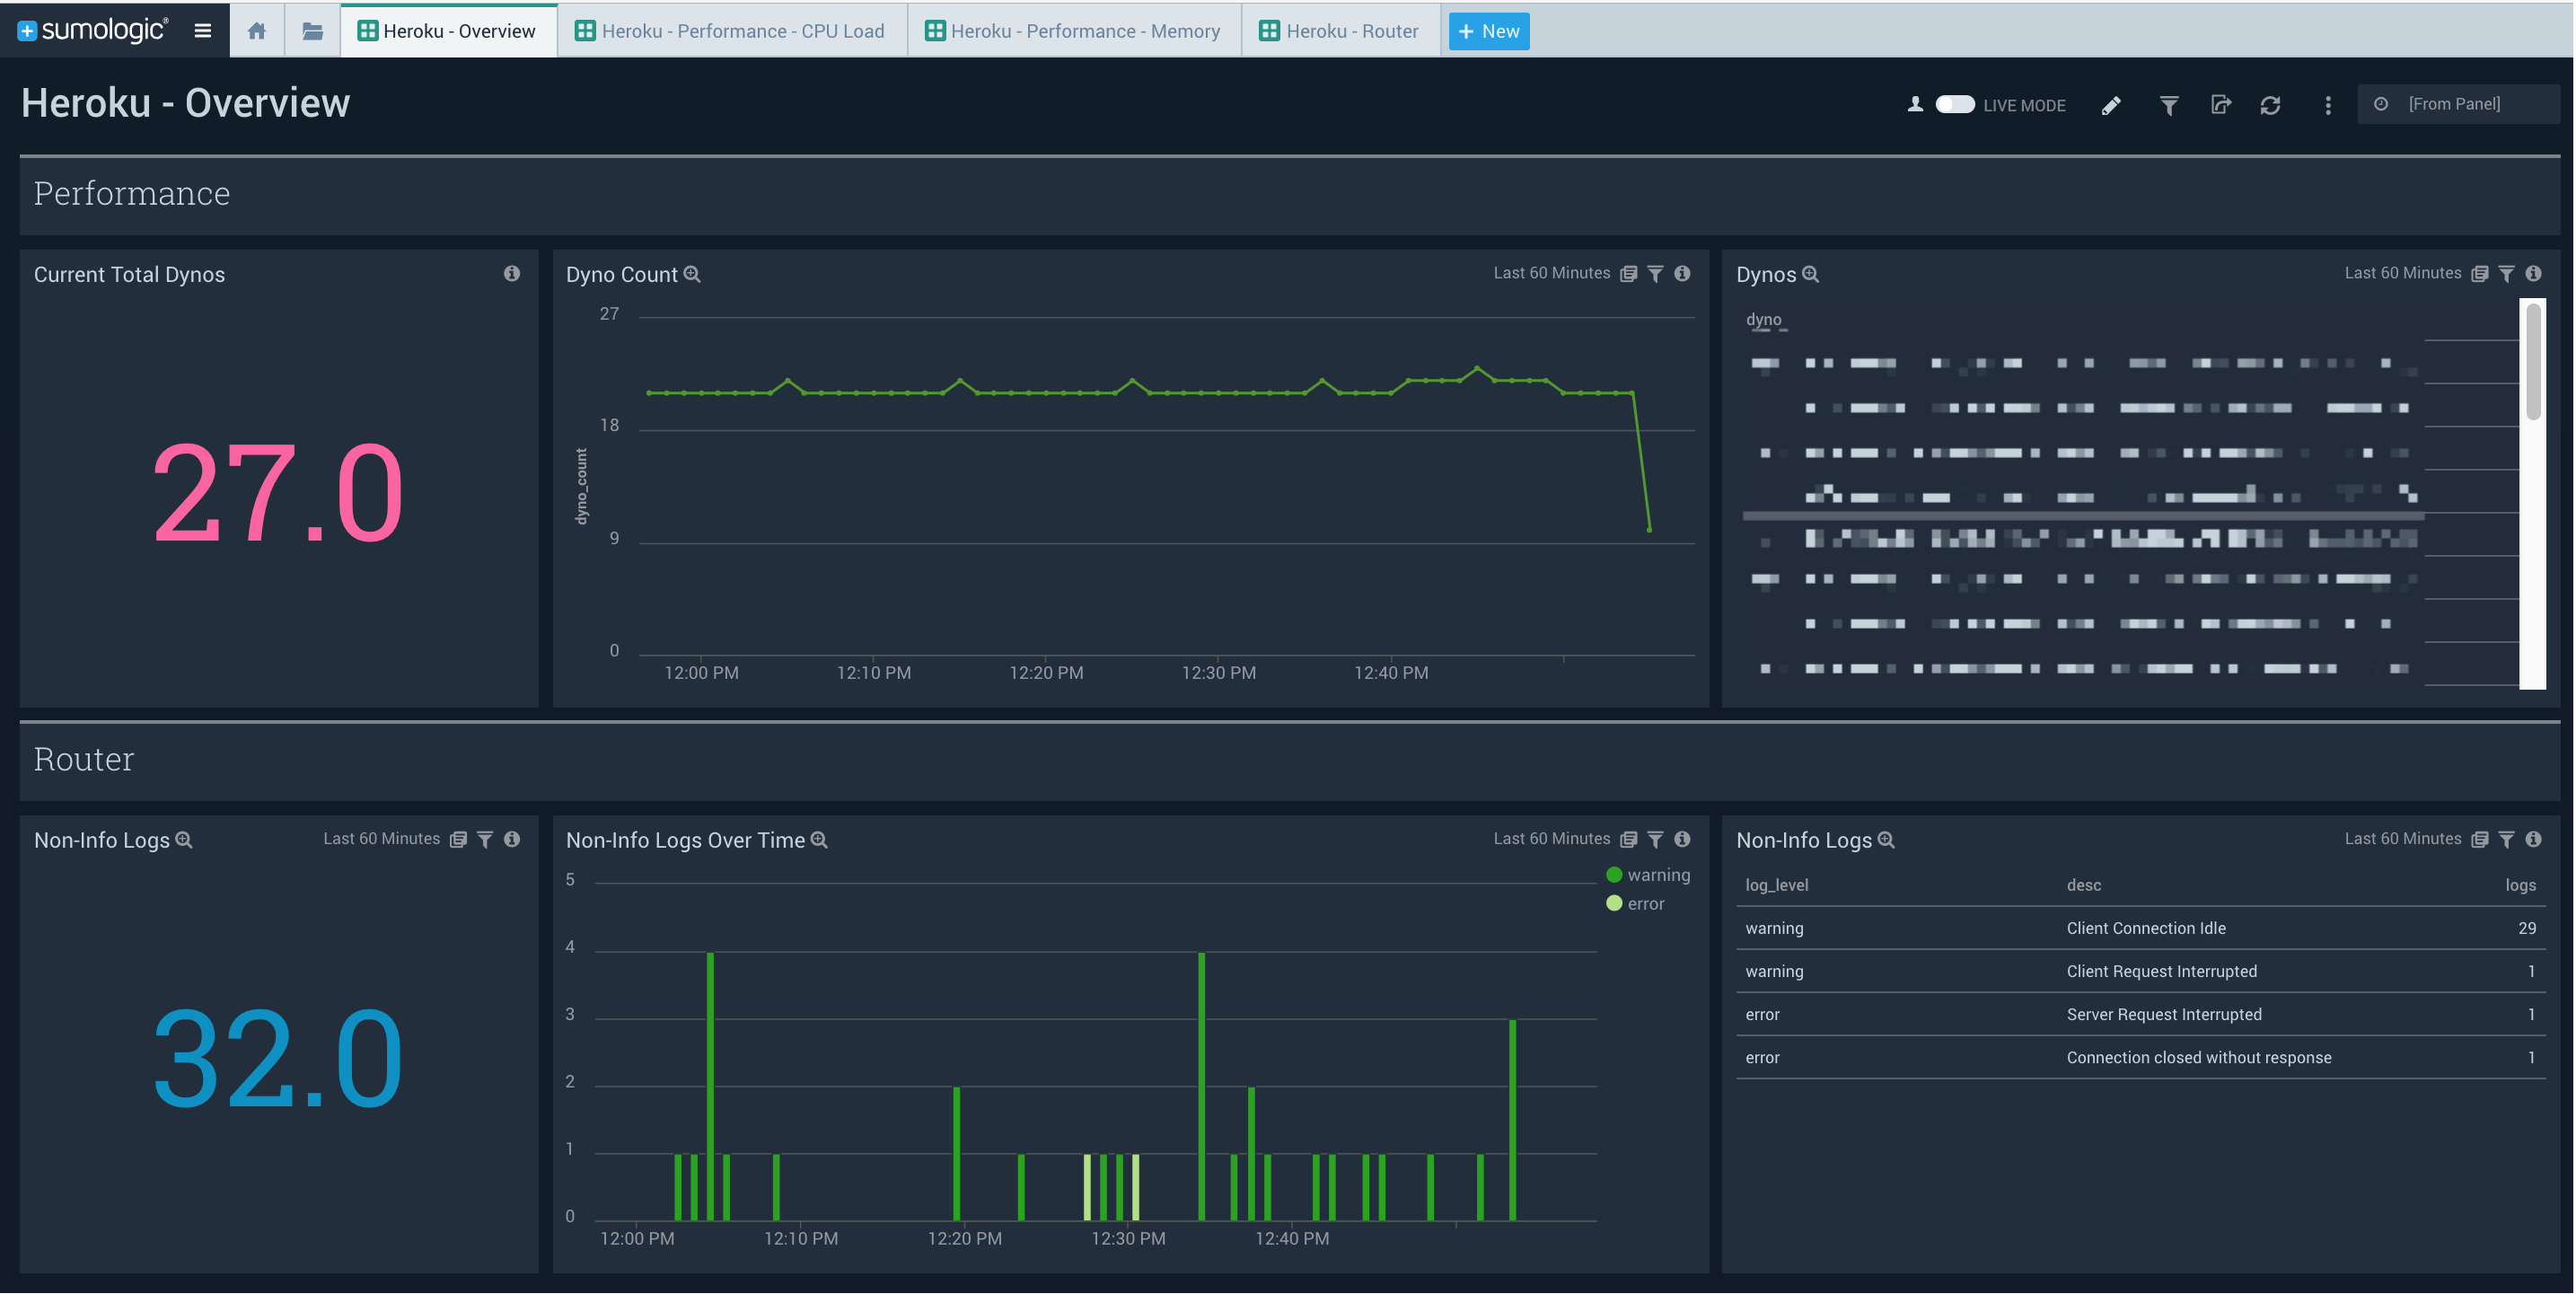 sumologic®
Heroku - Overview
Heroku - Performance - CPU Load
Heroku - Performance - Memory
Heroku - Router
+ New
Heroku - Overview
LIVE MODE
[From Panel]
Performance
Current Total Dynos
27.0
Dyno Count
Last 60 Minutes
27
18
9
0
dyno_count
12:00 PM
12:10 PM
12:20 PM
12:30 PM
12:40 PM
Dynos
Last 60 Minutes
dyno
Router
Non-Info Logs
Last 60 Minutes
32.0
Non-Info Logs Over Time
Last 60 Minutes
warning
error
5
4
3
2
1
0
12:00 PM
12:10 PM
12:20 PM
12:30 PM
12:40 PM
Non-Info Logs
Last 60 Minutes
log_level desc logs
warning Client Connection Idle 29
warning Client Request Interrupted 1
error Server Request Interrupted 1
error Connection closed without response 1